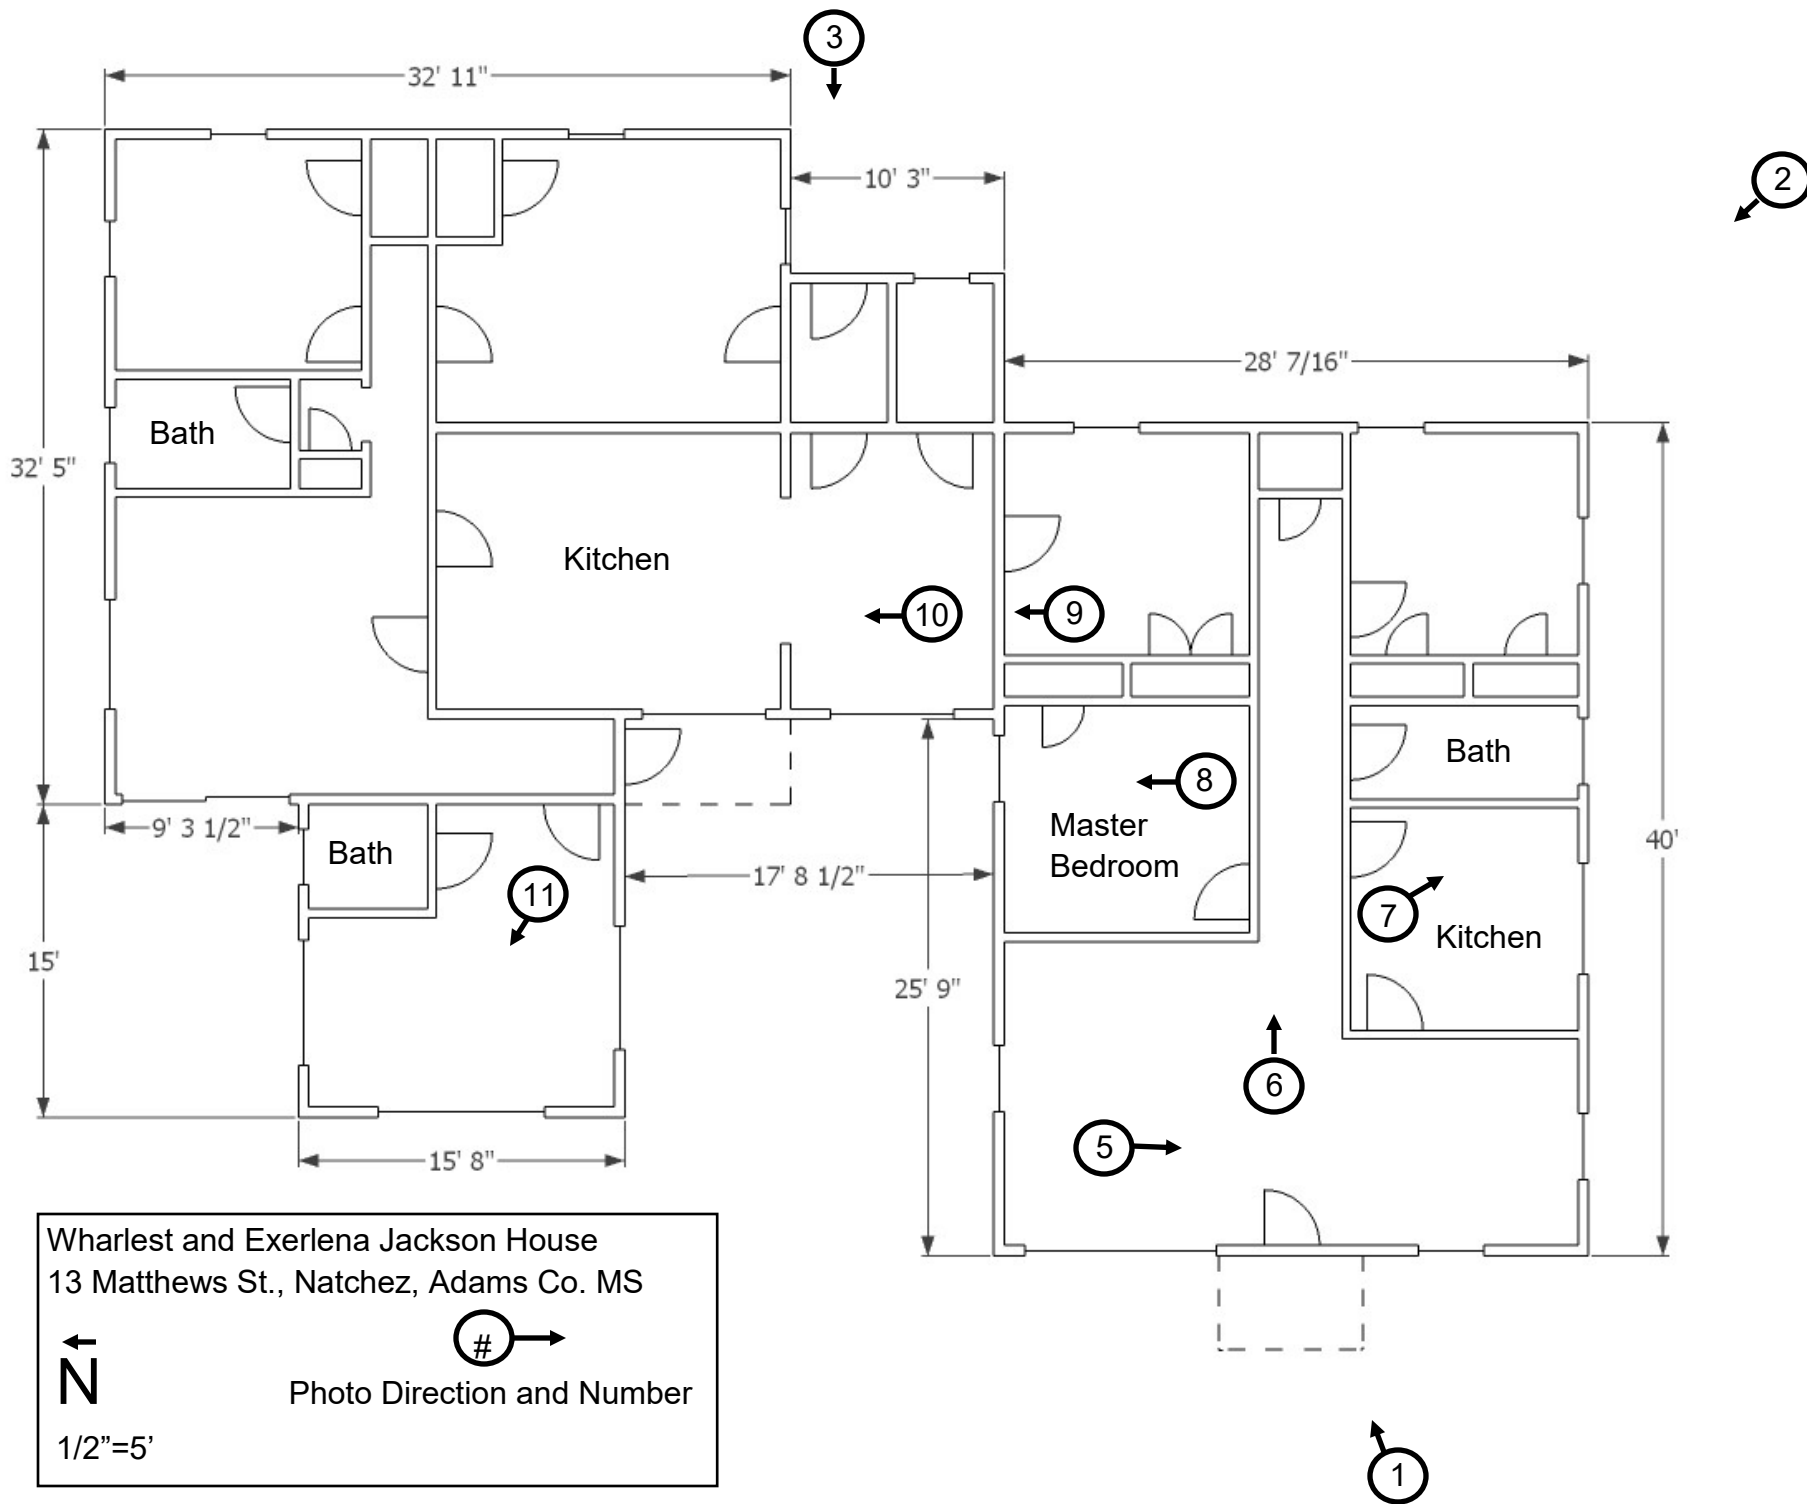 3
32' 11"
2
10' 3"
28' 7/16"
Bath
32' 5"
Kitchen
10
9
Bath
8
Master
Bedroom
40'
9' 3 1/2"
Bath
17' 8 1/2"
11
7
Kitchen
15'
25' 9"
6
5
15' 8"
Wharlest and Exerlena Jackson House
13 Matthews St., Natchez, Adams Co. MS
N
#
Photo Direction and Number
1/2”=5’
1